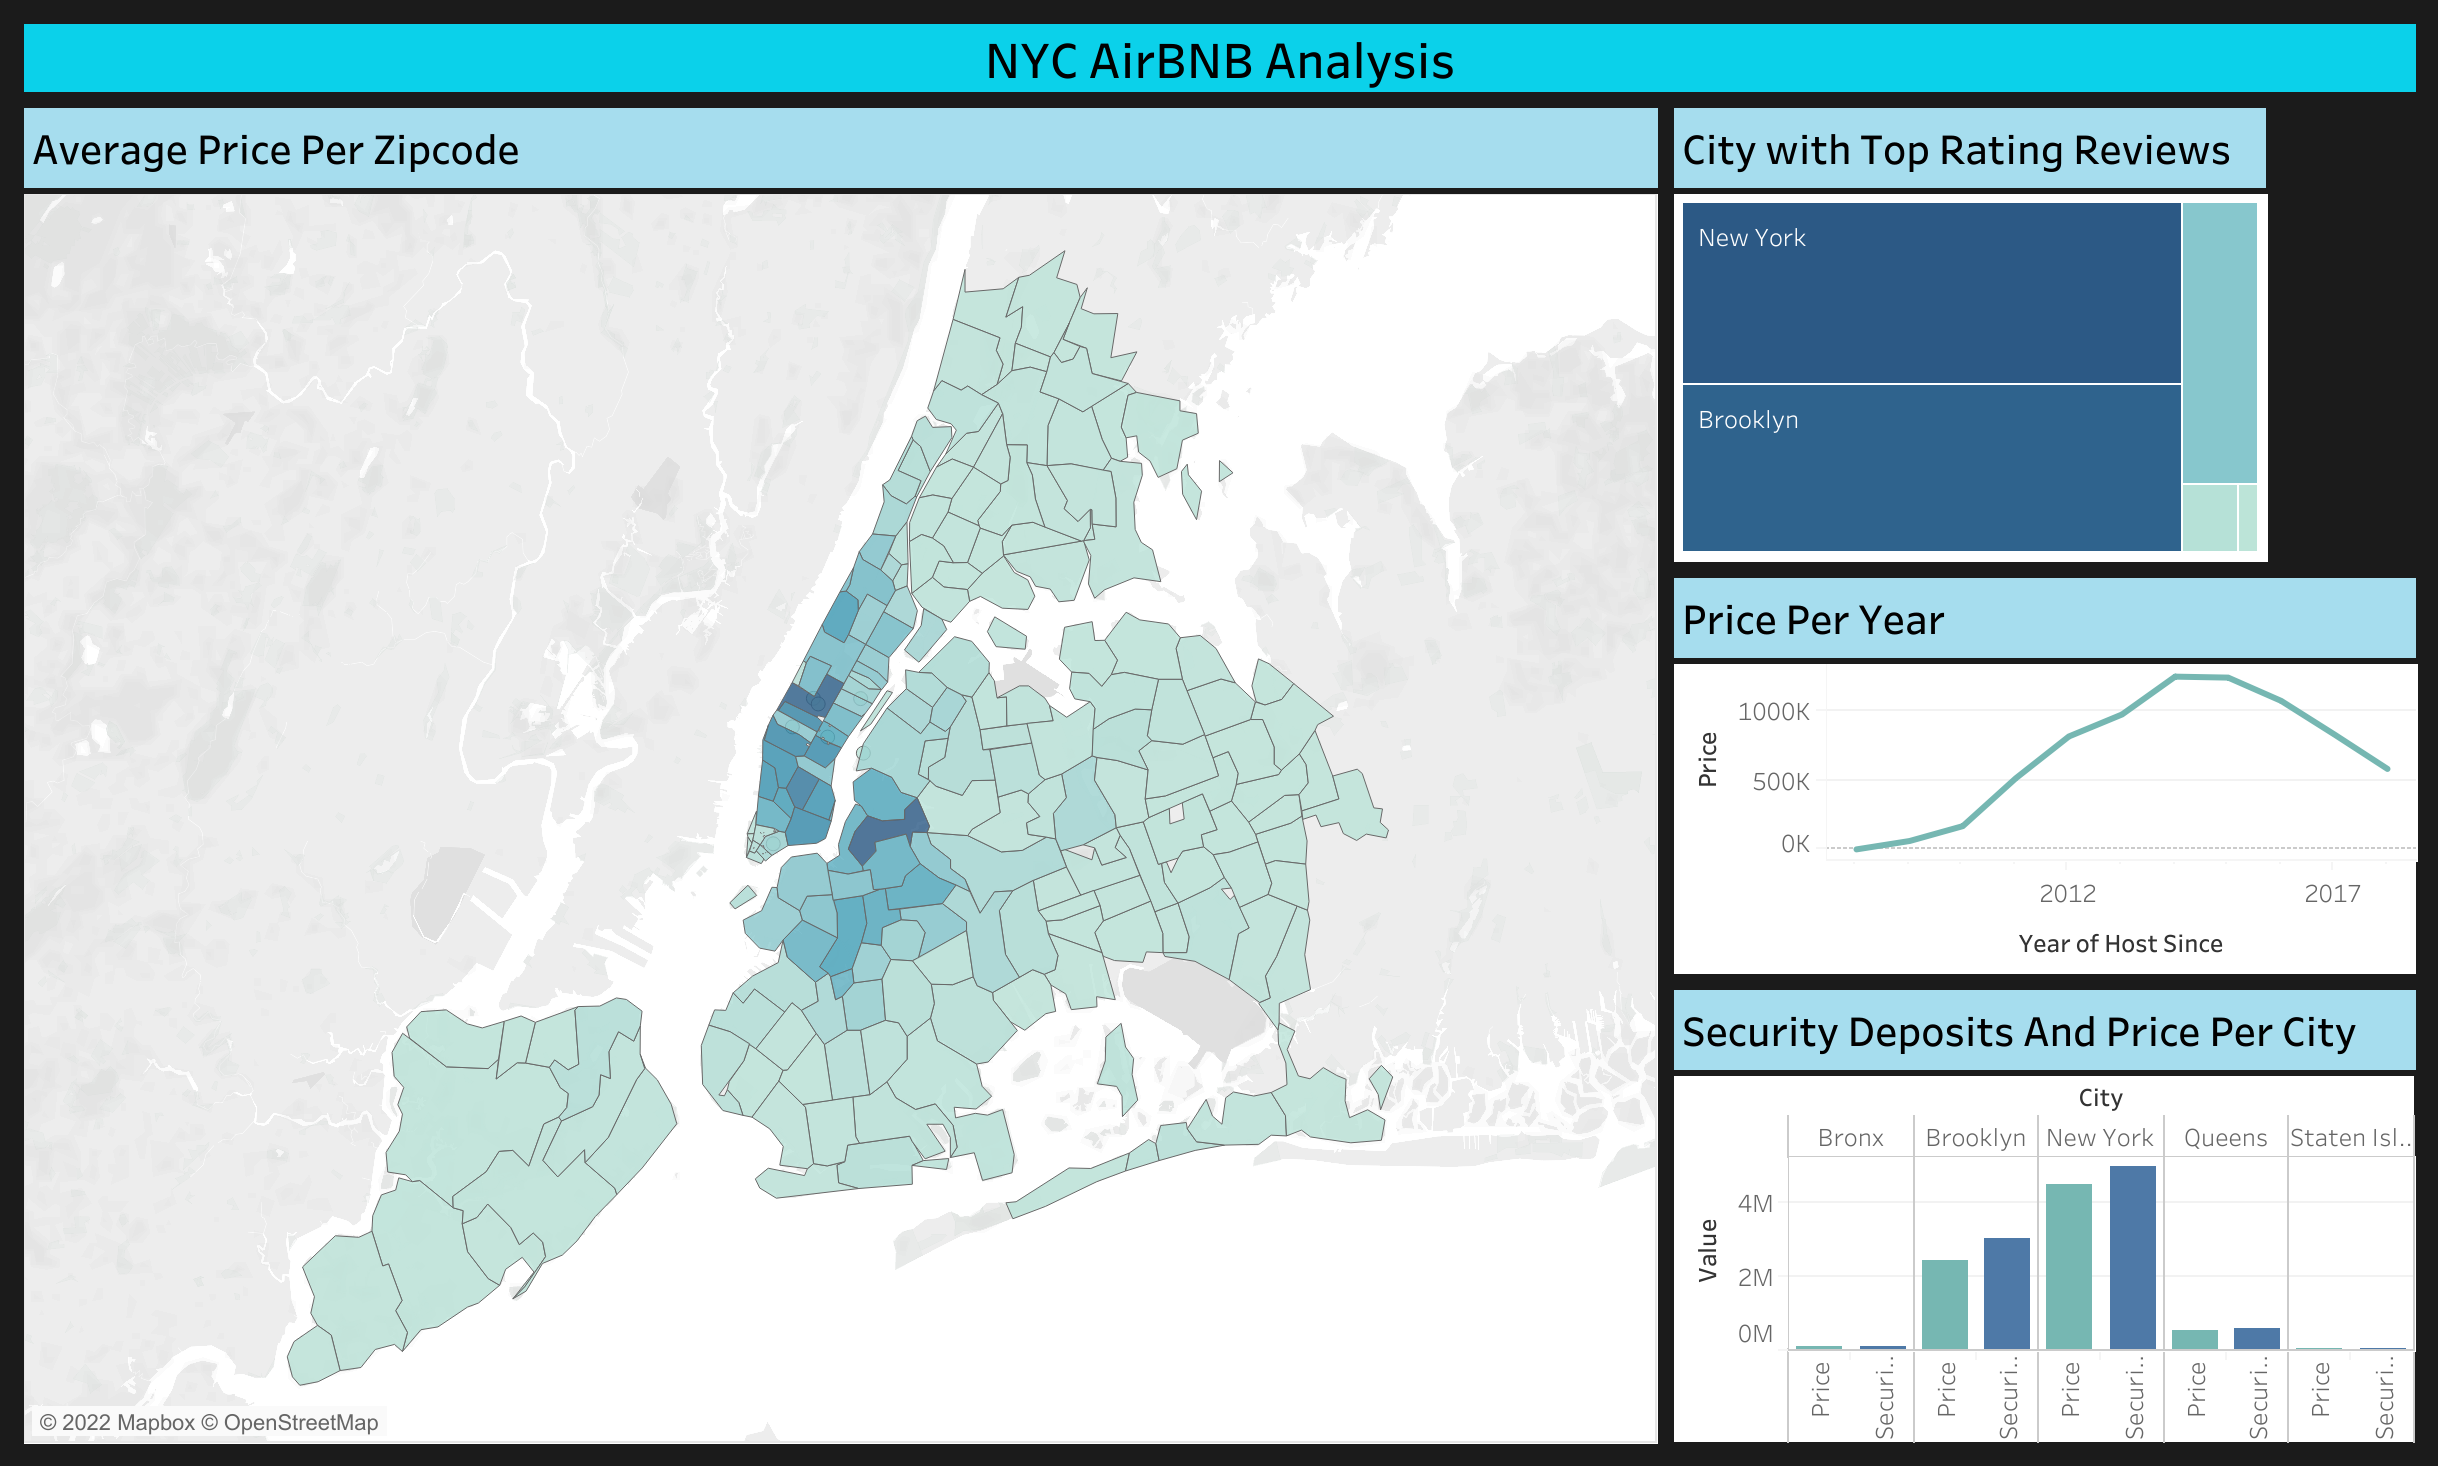 NYC AirBNB Analysis
Average Price Per Zipcode
© 2022 Mapbox © OpenStreetMap
City with Top Rating Reviews
New York
Brooklyn
Price Per Year
Price
1000K
500K
0K
2012 2017
Year of Host Since
Security Deposits And Price Per City
City
Bronx Brooklyn New York Queens Staten Isl..
Value
4M
2M
0M
Price Securi.. Price Securi.. Price Securi.. Price Securi.. Price Securi..